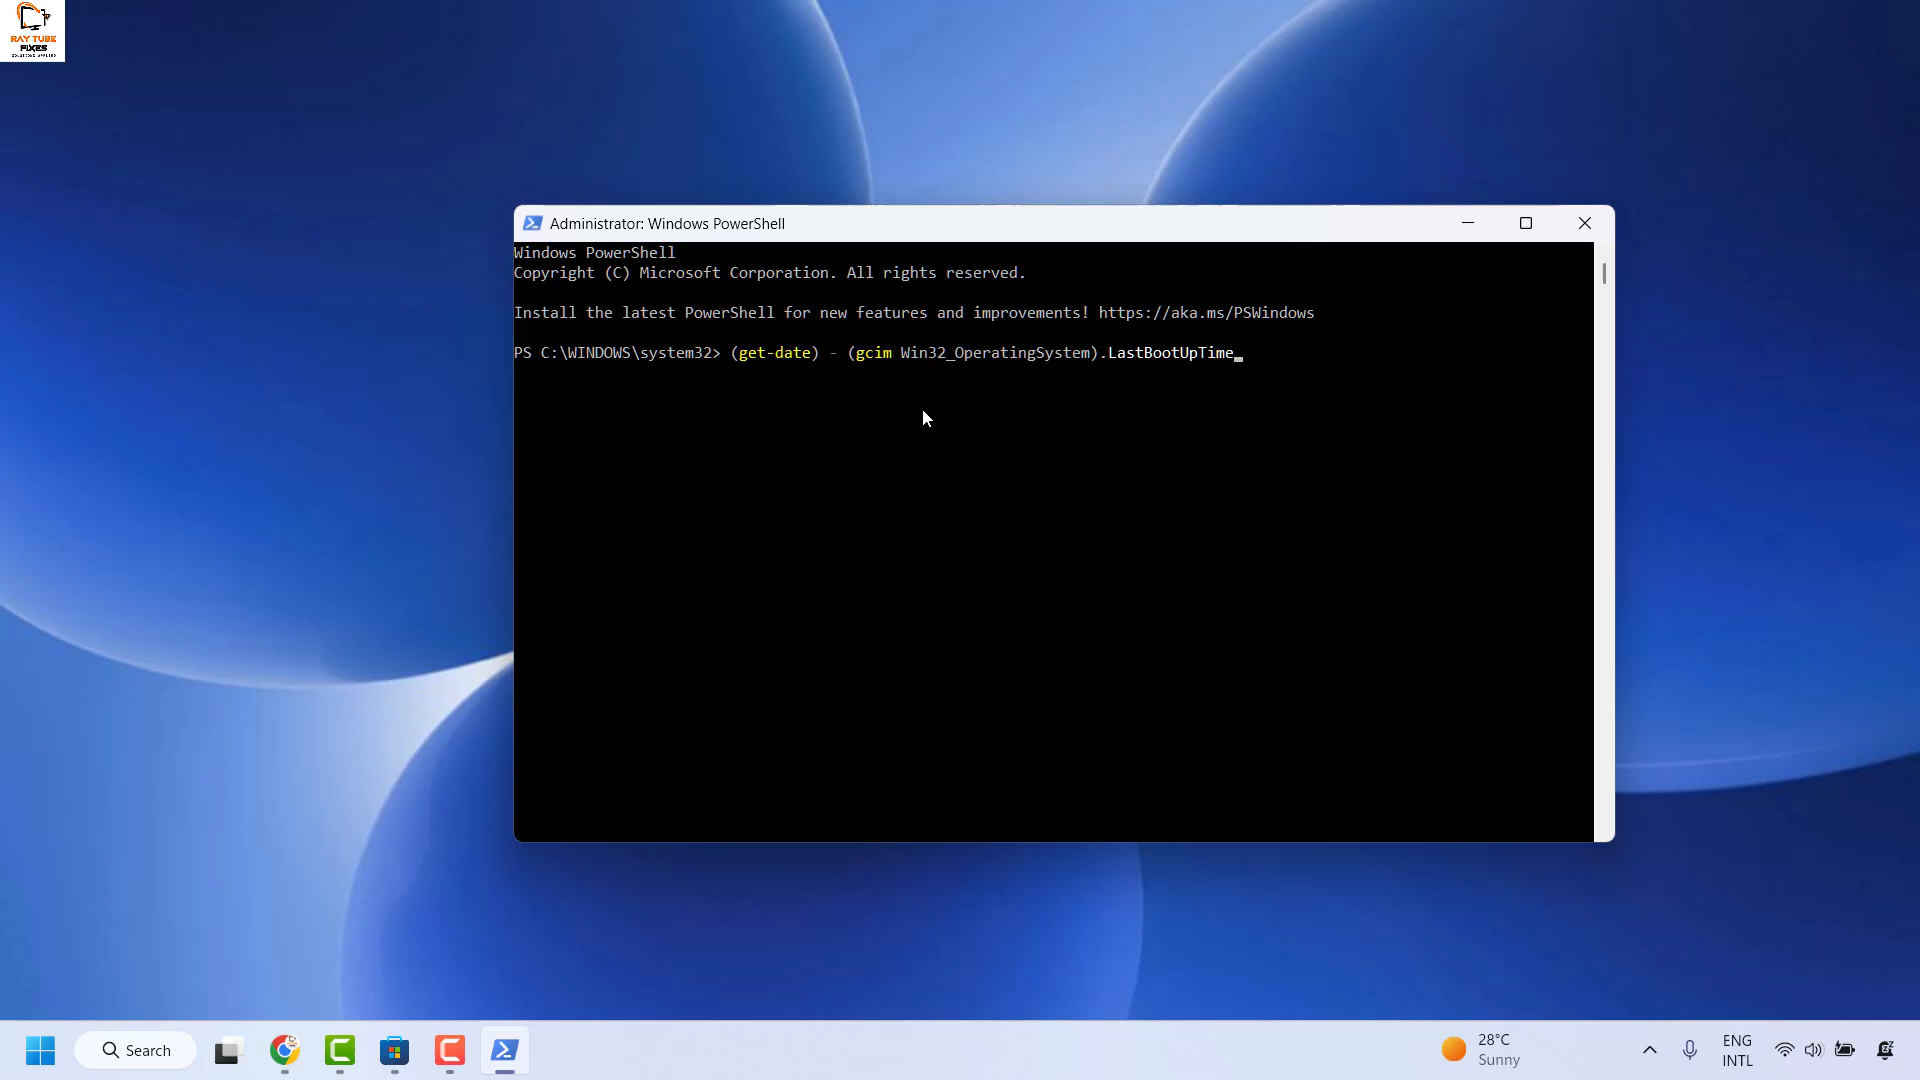 RAY TUBE
FIXES
SOLUTIONS APPLIED
Administrator: Windows PowerShell
Windows PowerShell
Copyright (C) Microsoft Corporation. All rights reserved.
Install the latest PowerShell for new features and improvements! https://aka.ms/PSWindows
PS C:\WINDOWS\system32> (get-date) - (gcim Win32_OperatingSystem).LastBootUpTime
Search
28°C
Sunny
ENG
INTL